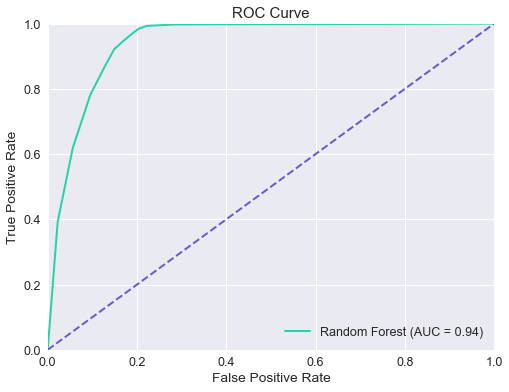 ROC Curve
1.0
0.8
0.6
0.4
0.2
0.0
True Positive Rate
Random Forest (AUC = 0.94)
0.0 0.2 0.4 0.6 0.8 1.0
False Positive Rate